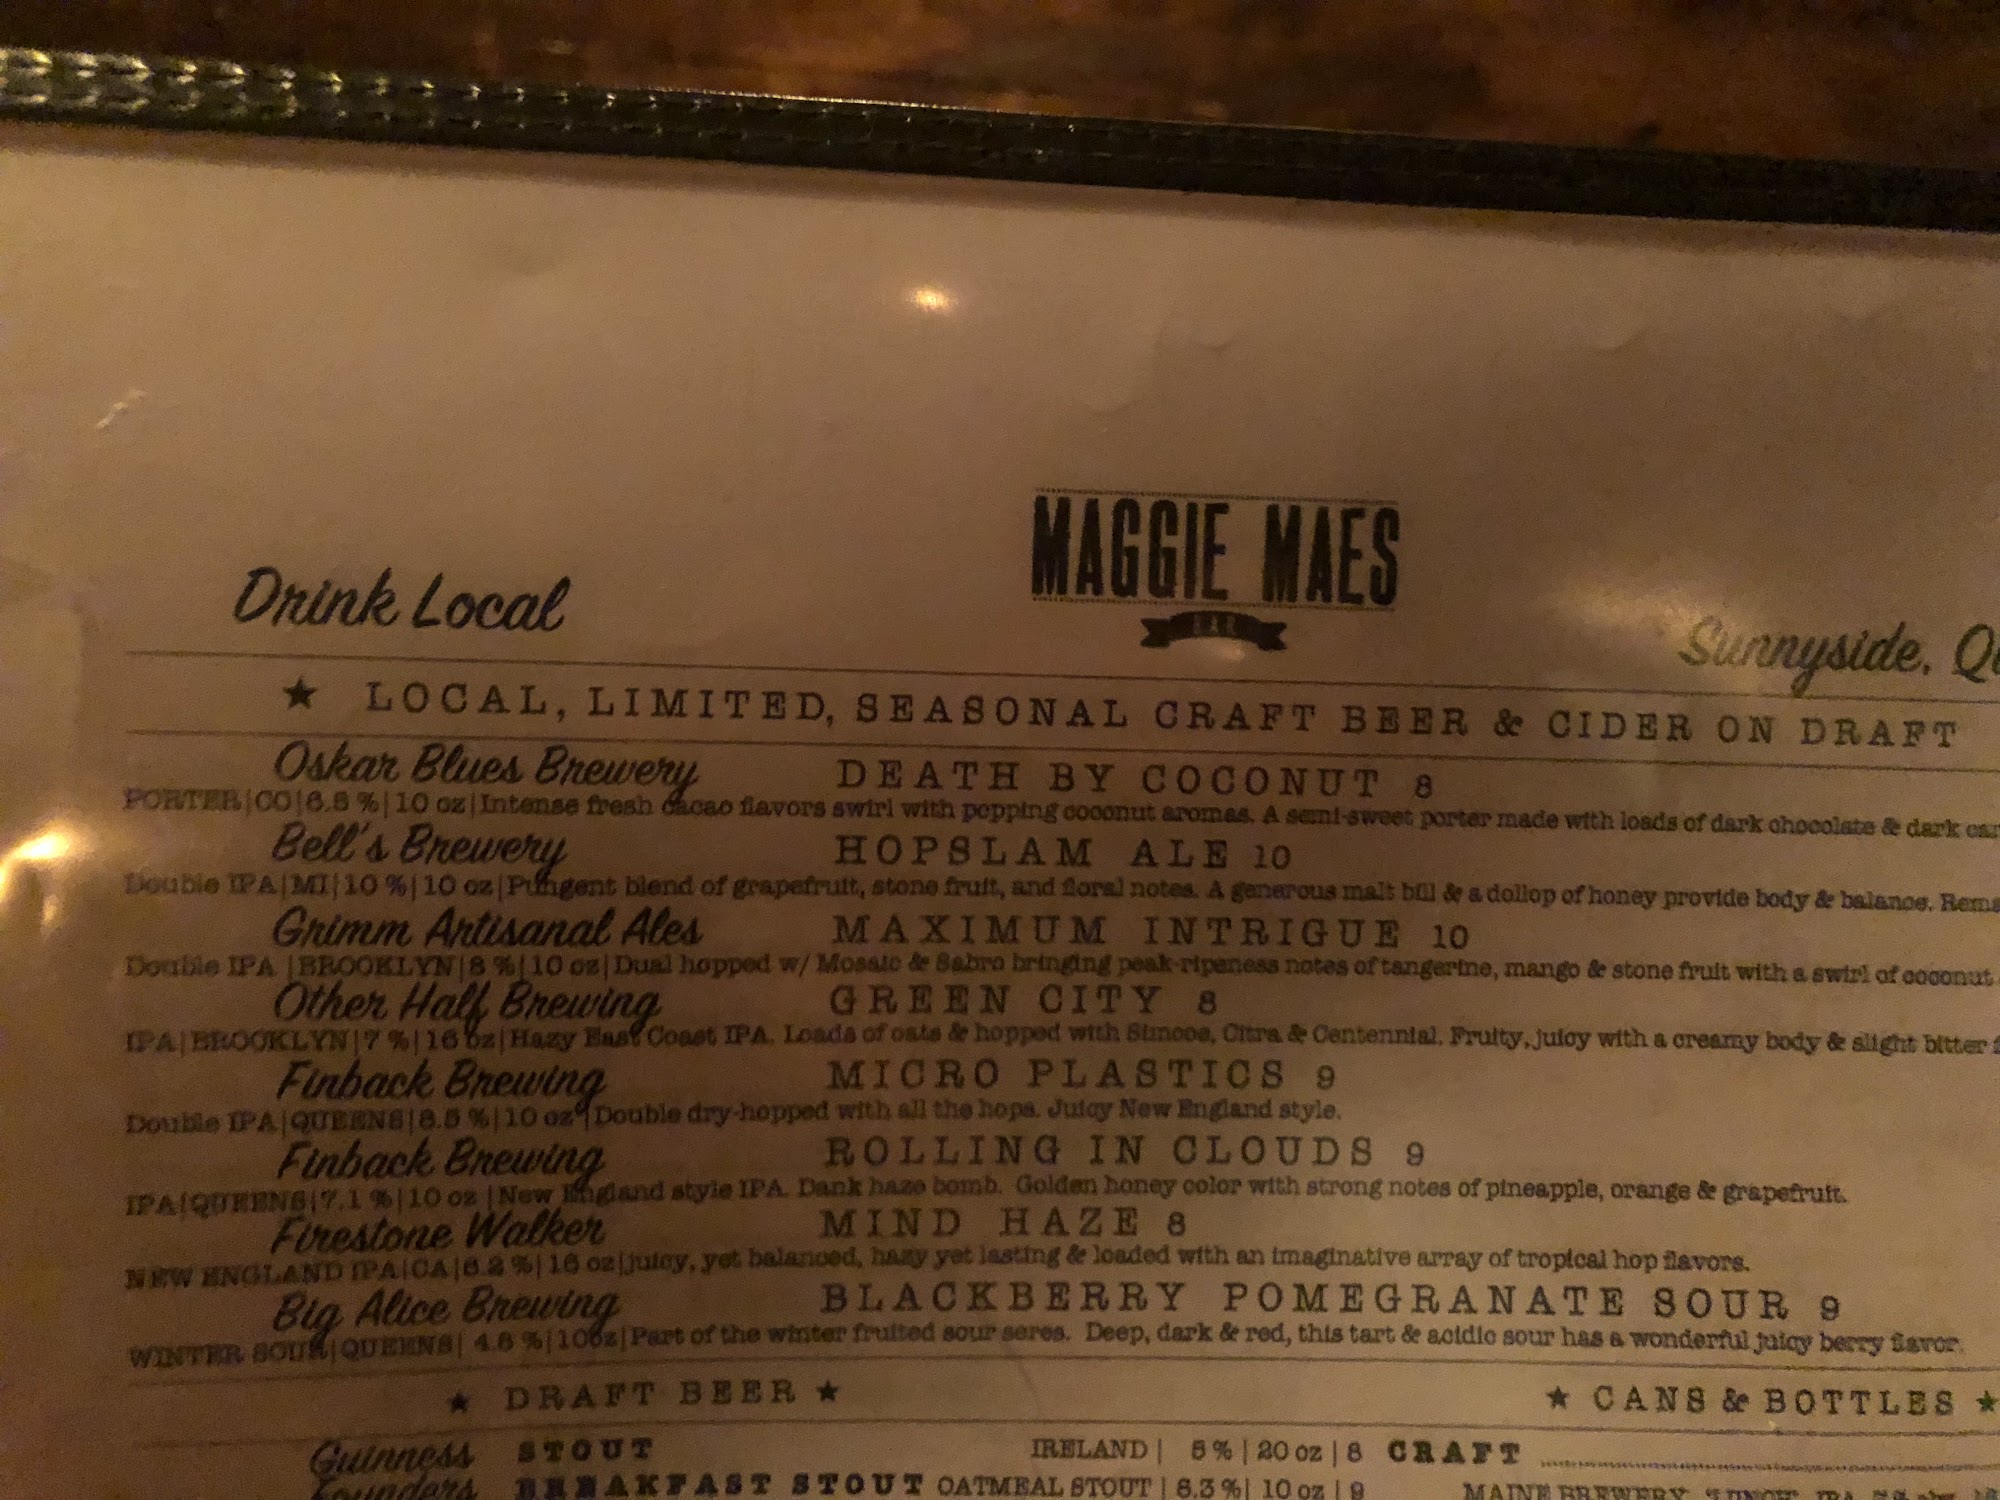 MAGGIE MAES
BAR
Drink Local
Sunnyside,
★ LOCAL, LIMITED, SEASONAL CRAFT BEER & CIDER ON DRAFT
Oskar Blues Brewery DEATH BY COCONUT 8
PORTER|CO|6.5 %|10 oz|Intense fresh cacao flavors swirl with popping coconut aromas. A semi-sweet porter made with loads of dark chocolate & dark
Bell's Brewery HOPSLAM ALE 10
Double IPA|MI|10 %|10 oz|Pungent blend of grapefruit, stone fruit, and floral notes. A generous malt bill & a dollop of honey provide body & balance.
Grimm Artisanal Ales MAXIMUM INTRIGUE 10
Double IPA |BROOKLYN|8 %|10 oz|Dual hopped w/ Mosaic & Sabro bringing peak-ripeness notes of tangerine, mango & stone fruit with a swirl of coconut
Other Half Brewing GREEN CITY 8
IPA|BROOKLYN|7 %|16 oz|Hazy East Coast IPA. Loads of oats & hopped with Simcoe, Citra & Centennial. Fruity, juicy with a creamy body & slight bitter
Finback Brewing MICRO PLASTICS 9
Double IPA|QUEENS|8.5 %|10 oz |Double dry-hopped with all the hops. Juicy New England style.
Finback Brewing ROLLING IN CLOUDS 9
IPA|QUEENS|7.1 %|10 oz |New England style IPA. Dank haze bomb. Golden honey color with strong notes of pineapple, orange & grapefruit.
Firestone Walker MIND HAZE 8
NEW ENGLAND IPA|CA|6.2 %|16 oz|juicy, yet balanced, hazy yet lasting & loaded with an imaginative array of tropical hop flavors.
Big Alice Brewing BLACKBERRY POMEGRANATE SOUR 9
WINTER SOUR|QUEENS| 4.6 %|10oz|Part of the winter fruited sour seres. Deep, dark & red, this tart & acidic sour has a wonderful juicy berry flavor.
★ DRAFT BEER ★
Guinness STOUT IRELAND | 5% | 20 oz | 8
Founders BREAKFAST STOUT OATMEAL STOUT | 8.3% | 10 oz | 9
★ CANS & BOTTLES ★
CRAFT
MAINE BREWERY 'LUNCH' IPA